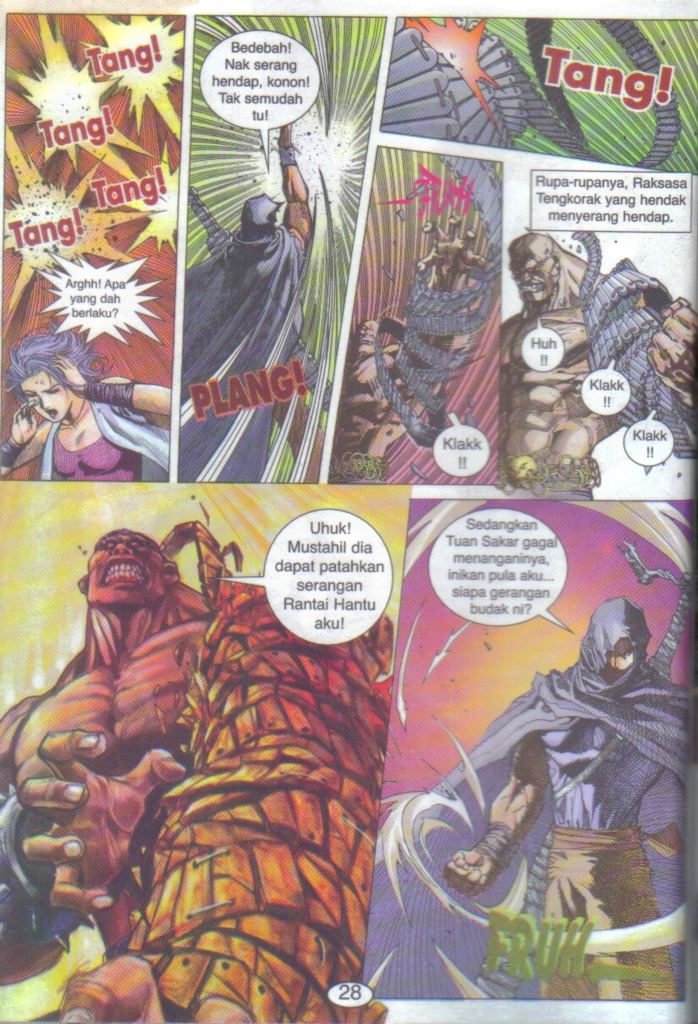 Tang!
Tang!
Tang!
Tang!
Arghh! Apa
yang dah
berlaku?
Bedebah!
Nak serang
hendap, konon!
Tak semudah
tu!
PLANG!
Tang!
FRUH
Klakk
!!
Rupa-rupanya, Raksasa
Tengkorak yang hendak
menyerang hendap.
Huh
!!
Klakk
!!
Klakk
!!
Uhuk!
Mustahil dia
dapat patahkan
serangan
Rantai Hantu
aku!
Sedangkan
Tuan Sakar gagal
menanganinya,
inikan pula aku...
siapa gerangan
budak ni?
FRUH
28